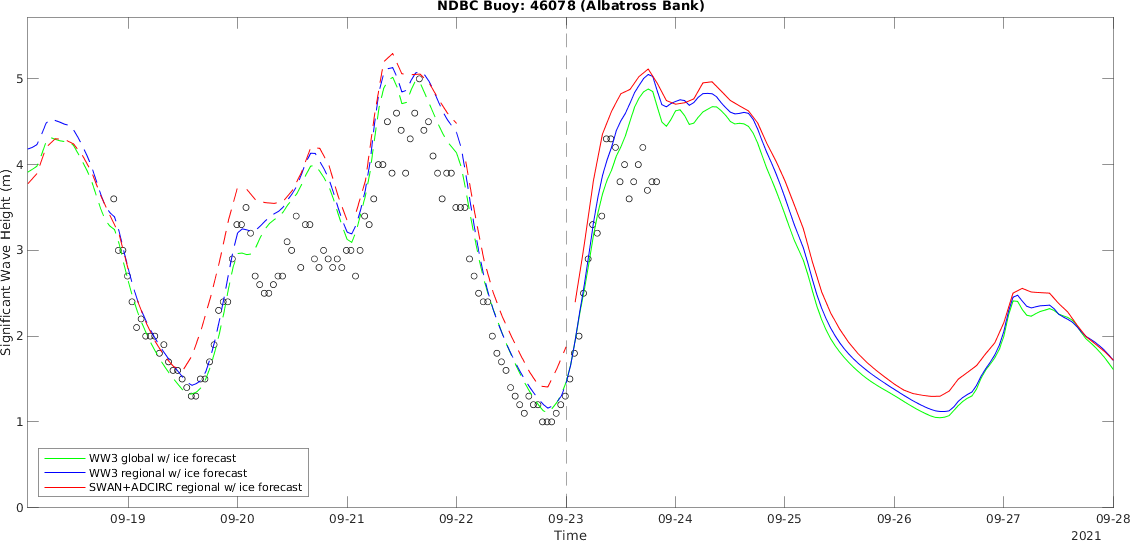 NDBC Buoy: 46078 (Albatross Bank)
Significant Wave Height (m)
5
4
3
2
1
0
WW3 global w/ ice forecast
WW3 regional w/ ice forecast
SWAN+ADCIRC regional w/ ice forecast
09-19 09-20 09-21 09-22 09-23 09-24 09-25 09-26 09-27 09-28
Time
2021